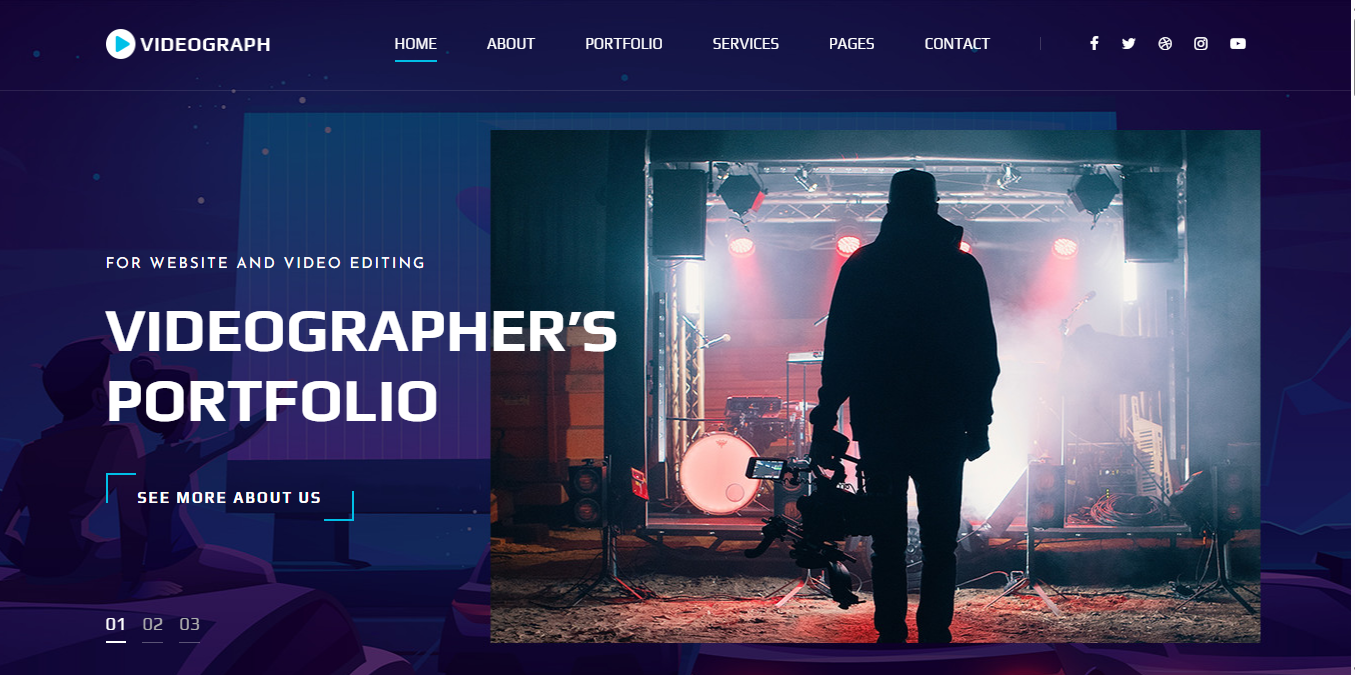 VIDEOGRAPH
HOME ABOUT PORTFOLIO SERVICES PAGES CONTACT
FOR WEBSITE AND VIDEO EDITING
VIDEOGRAPHER’S
PORTFOLIO
SEE MORE ABOUT US
01 02 03